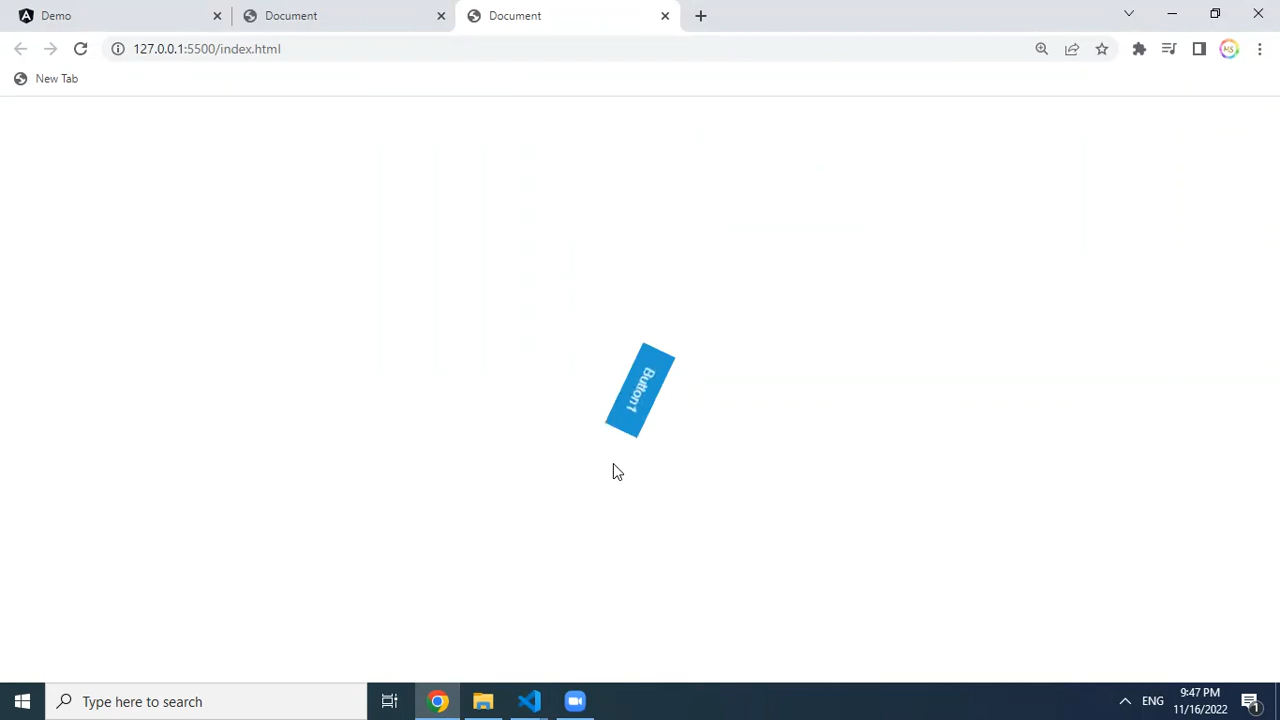 Demo
Document
Document
127.0.0.1:5500/index.html
New Tab
Button1
Type here to search
ENG
9:47 PM
11/16/2022
1